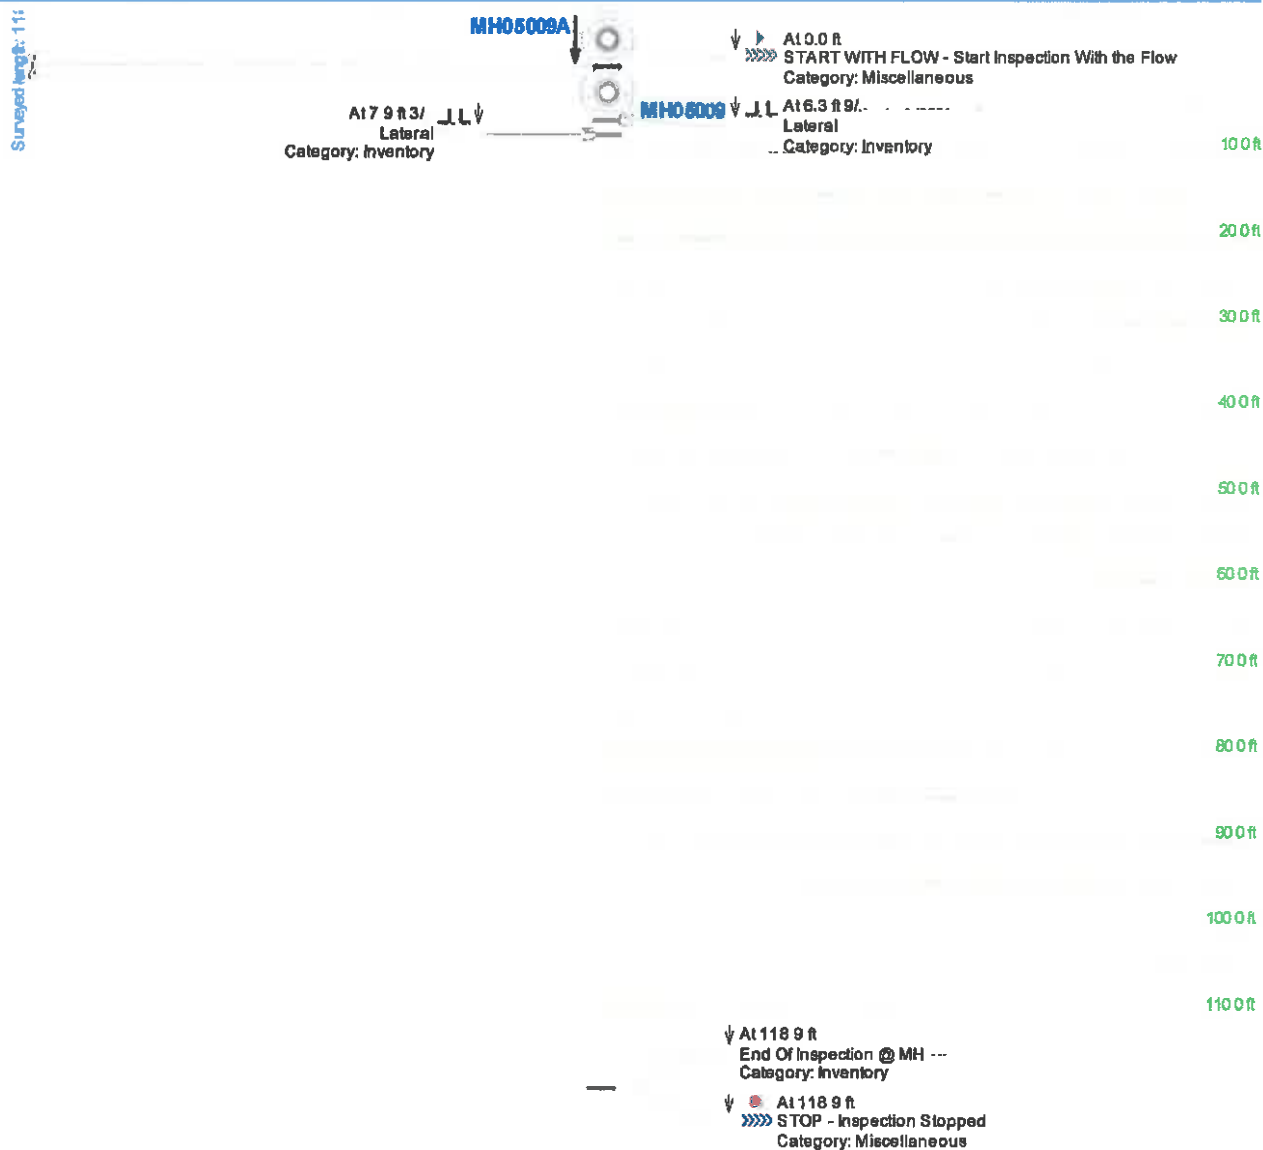 Surveyed length: 11
MH05009A
At 0.0 ft
START WITH FLOW - Start Inspection With the Flow
Category: Miscellaneous
At 7 9 ft 3/
Lateral
Category: Inventory
MH05009
At 6.3 ft 9/
Lateral
Category: Inventory
10 0 ft
20 0 ft
30 0 ft
40 0 ft
50 0 ft
60 0 ft
70 0 ft
80 0 ft
90 0 ft
100 0 ft
110 0 ft
At 118 9 ft
End Of Inspection @ MH ---
Category: Inventory
At 118 9 ft
STOP - Inspection Stopped
Category: Miscellaneous